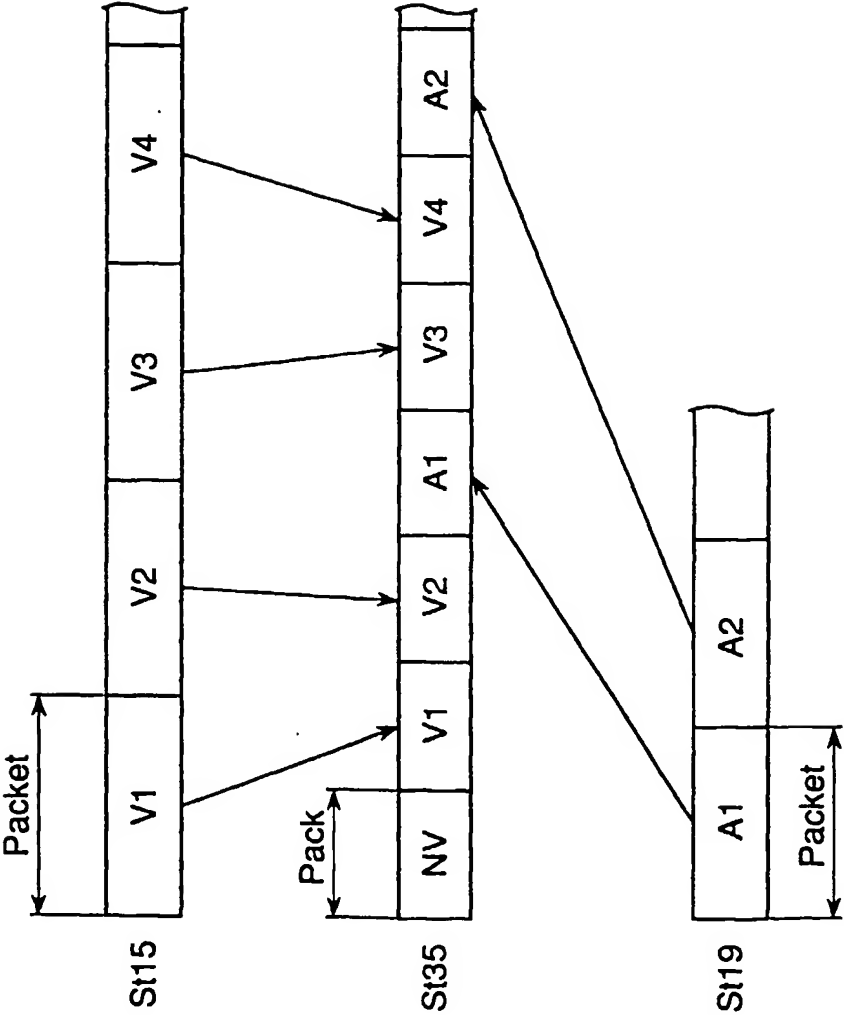 Packet
St15 V1 V2 V3 V4
Pack
St35 NV V1 V2 A1 V3 V4 A2
St19 A1 A2
Packet